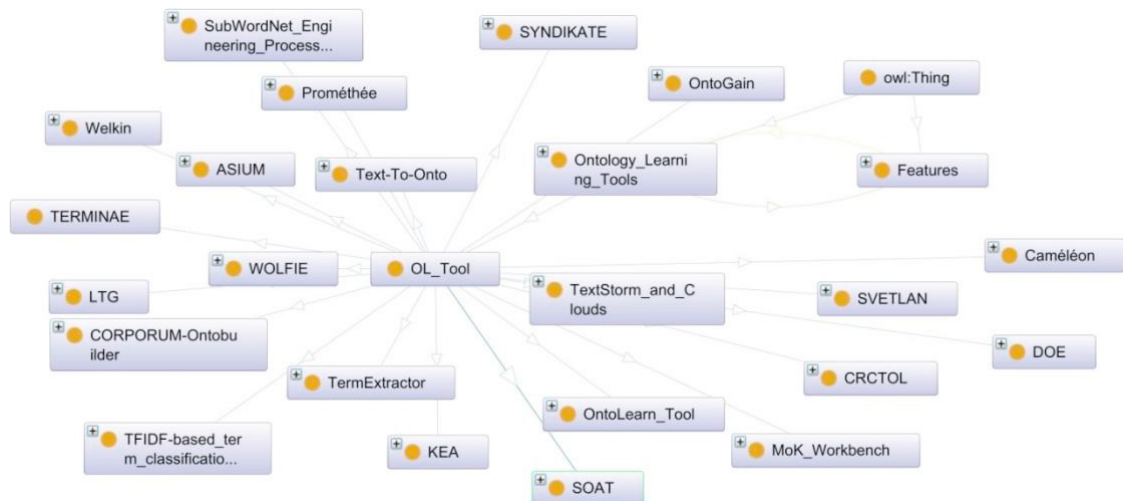 SubWordNet_Engi
neering_Process...
SYNDIKATE
OntoGain
owl:Thing
Prométhée
Welkin
ASIUM
Text-To-Onto
Ontology_Learni
ng_Tools
Features
TERMINAE
WOLFIE
OL_Tool
Caméléon
LTG
TextStorm_and_C
louds
SVETLAN
CORPORUM-Ontobu
ilder
DOE
TermExtractor
CRCTOL
OntoLearn_Tool
TFIDF-based_ter
m_classificatio...
KEA
MoK_Workbench
SOAT